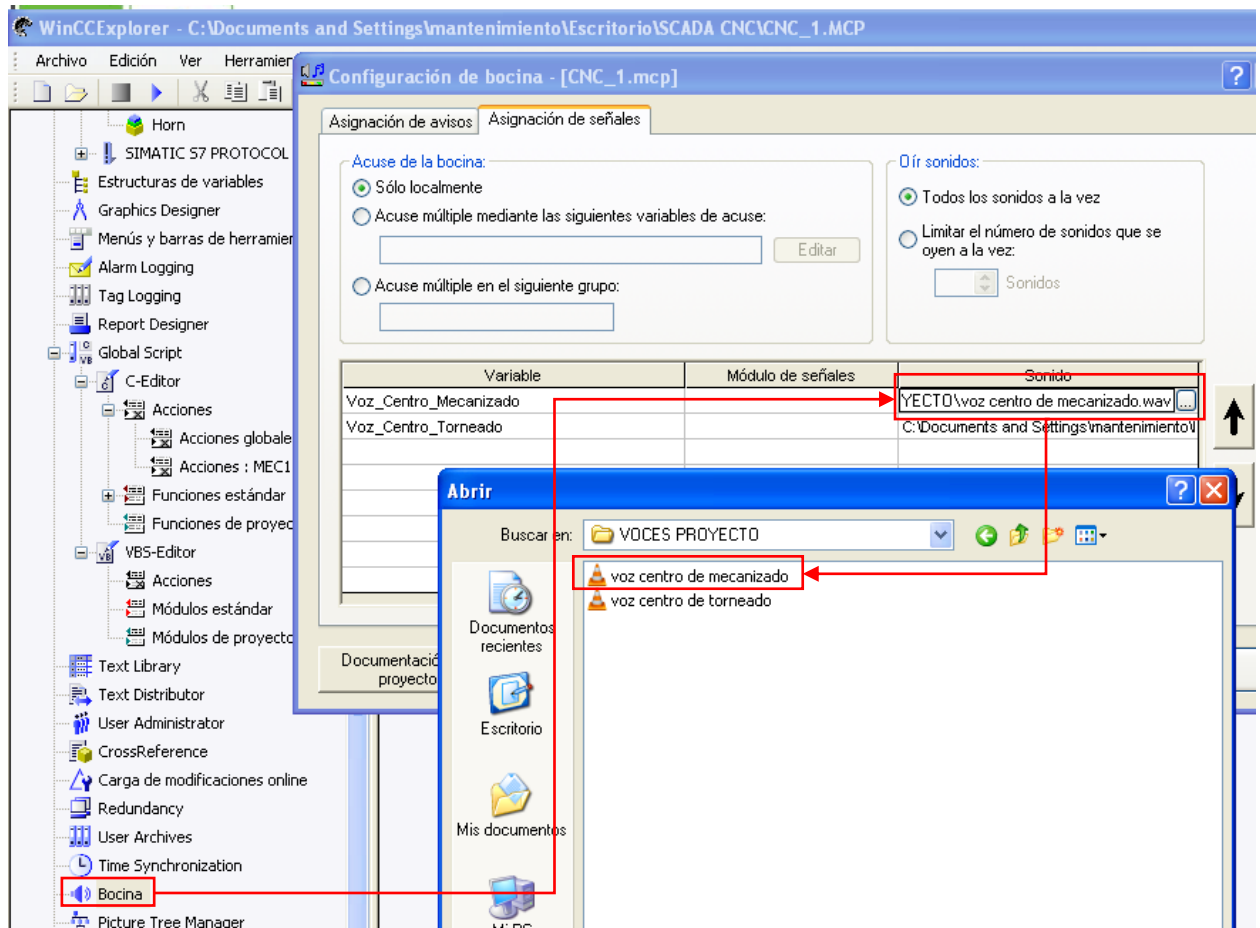 WinCCExplorer - C:\Documents and Settings\mantenimiento\Escritorio\SCADA CNC\CNC_1.MCP
Archivo Edición Ver Herramien
Horn
SIMATIC S7 PROTOCOL
Estructuras de variables
Graphics Designer
Menús y barras de herramien
Alarm Logging
Tag Logging
Report Designer
Global Script
C-Editor
Acciones
Acciones globale
Acciones : MEC1
Funciones estándar
Funciones de proyec
VBS-Editor
Acciones
Módulos estándar
Módulos de proyecto
Text Library
Text Distributor
User Administrator
CrossReference
Carga de modificaciones online
Redundancy
User Archives
Time Synchronization
Bocina
Picture Tree Manager
Configuración de bocina - [CNC_1.mcp]
Asignación de avisos Asignación de señales
Acuse de la bocina:
Sólo localmente
Acuse múltiple mediante las siguientes variables de acuse:
Editar
Acuse múltiple en el siguiente grupo:
Oír sonidos:
Todos los sonidos a la vez
Limitar el número de sonidos que se
oyen a la vez:
Sonidos
Variable Módulo de señales Sonido
Voz_Centro_Mecanizado YECTO\voz centro de mecanizado.wav ...
Voz_Centro_Torneado C:\Documents and Settings\mantenimiento\
Documentació
proyecto
Abrir
Buscar en: VOCES PROYECTO
voz centro de mecanizado
voz centro de torneado
Documentos
recientes
Escritorio
Mis documentos
Mi PC